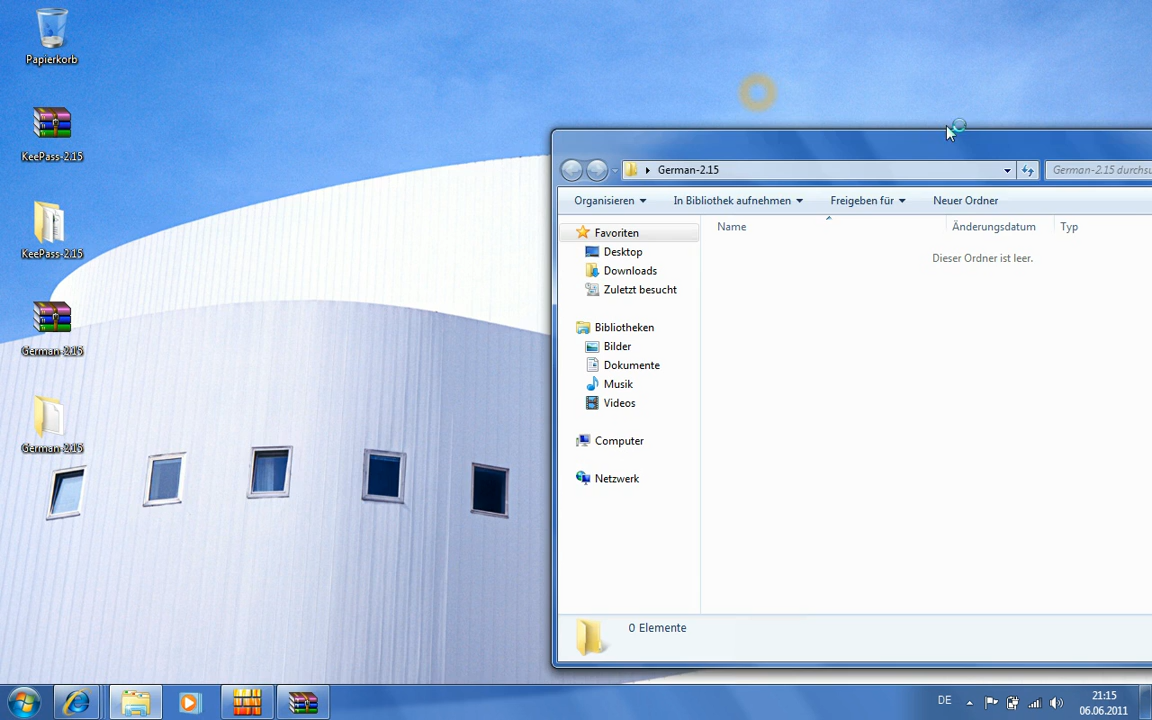 Papierkorb
KeePass-2.15
KeePass-2.15
German-2.15
German-2.15
German-2.15
German-2.15 durchsu
Organisieren
In Bibliothek aufnehmen
Freigeben für
Neuer Ordner
Favoriten
Desktop
Downloads
Zuletzt besucht
Bibliotheken
Bilder
Dokumente
Musik
Videos
Computer
Netzwerk
Name
Änderungsdatum
Typ
Dieser Ordner ist leer.
0 Elemente
DE
21:15
06.06.2011